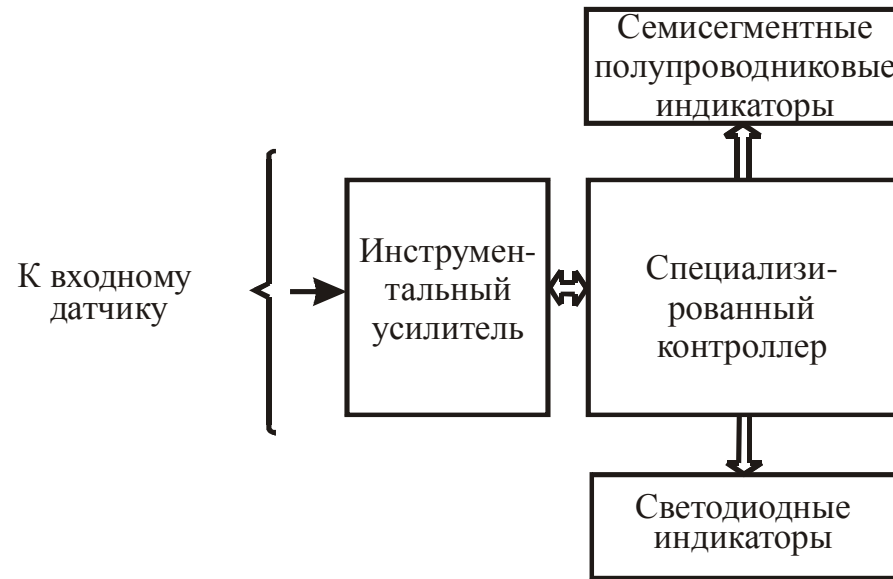 Семисегментные
полупроводниковые
индикаторы
К входному
датчику
Инструмен-
тальный
усилитель
Специализи-
рованный
контроллер
Светодиодные
индикаторы